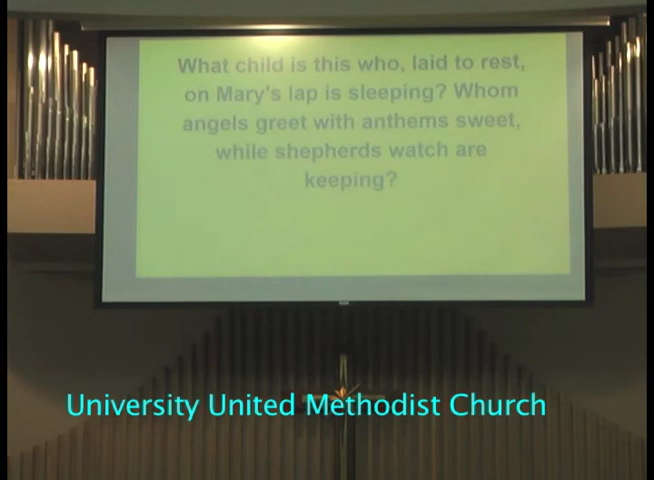 What child is this who, laid to rest,
on Mary's lap is sleeping? Whom
angels greet with anthems sweet,
while shepherds watch are
keeping?
University United Methodist Church